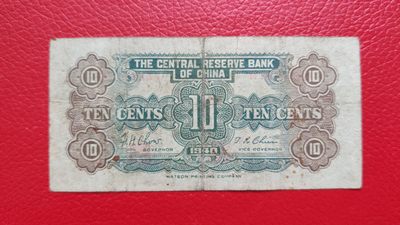 THE CENTRAL RESERVE BANK
OF CHINA
10 10
TEN CENTS 10 TEN CENTS
GOVERNOR 1940 VICE GOVERNOR
10 10
WATSON PRINTING COMPANY